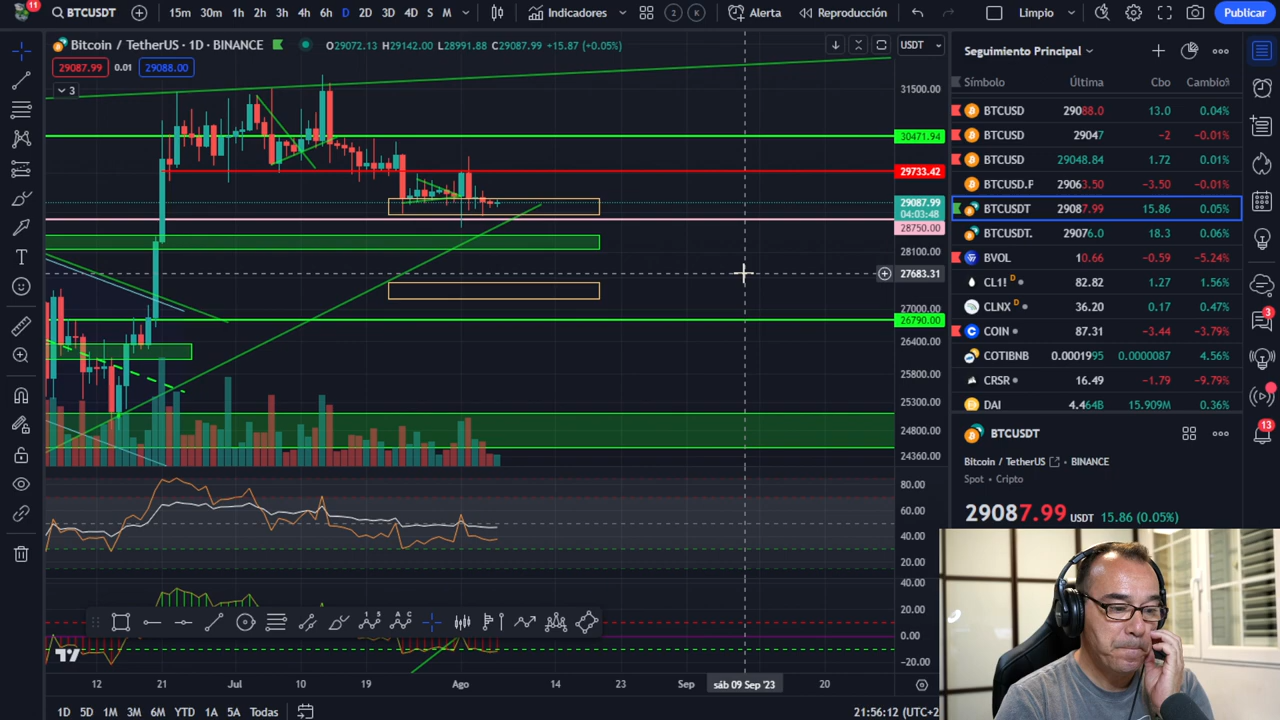 11
BTCUSDT
15m 30m 1h 2h 3h 4h 6h D 2D 3D 4D S M
Indicadores
2 K
Alerta
Reproducción
Limpio
Publicar
Bitcoin / TetherUS · 1D · BINANCE
O29072.13 H29142.00 L28991.88 C29087.99 +15.87 (+0.05%)
USDT
29087.99 0.01 29088.00
3
31500.00
30471.94
29733.42
29087.99
04:03:48
28750.00
28100.00
27683.31
27000.00
26790.00
26400.00
25800.00
25300.00
24800.00
24360.00
80.00
60.00
40.00
20.00
40.00
20.00
0.00
−20.00
12 21 Jul 10 19 Ago 14 23 Sep sáb 09 Sep '23 20
1D 5D 1M 3M 6M YTD 1A 5A Todas
21:56:12 (UTC+2
Seguimiento Principal
Símbolo Última Cbo Cambio%
BTCUSD 29088.0 13.0 0.04%
BTCUSD 29047 −2 −0.01%
BTCUSD 29048.84 1.72 0.01%
BTCUSD.P 29063.50 −3.50 −0.01%
BTCUSDT 29087.99 15.86 0.05%
BTCUSDT. 29076.0 18.3 0.06%
BVOL 10.66 −0.59 −5.24%
CL1! D 82.82 1.27 1.56%
CLNX D 36.20 0.17 0.47%
COIN 87.31 −3.44 −3.79%
COTIBNB 0.0001995 0.0000087 4.56%
CRSR 16.49 −1.79 −9.79%
DAI 4.464B 15.909M 0.36%
BTCUSDT
Bitcoin / TetherUS · BINANCE
Spot · Cripto
29087.99 USDT 15.86 (0.05%)
3
13